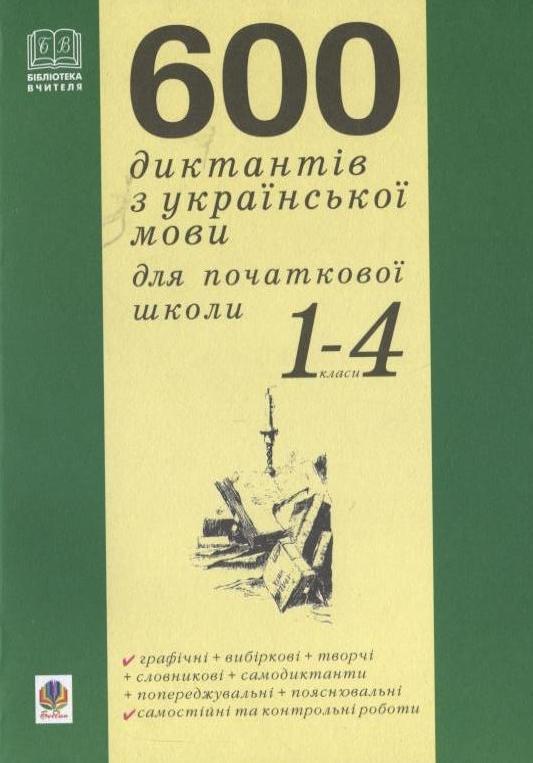 Б В
БІБЛІОТЕКА
ВЧИТЕЛЯ
600
диктантів
з української
мови
для початкової
школи
1-4
класи
графічні + вибіркові + творчі
+ словникові + самодиктанти
+ попереджувальні + пояснювальні
самостійні та контрольні роботи
Богдан